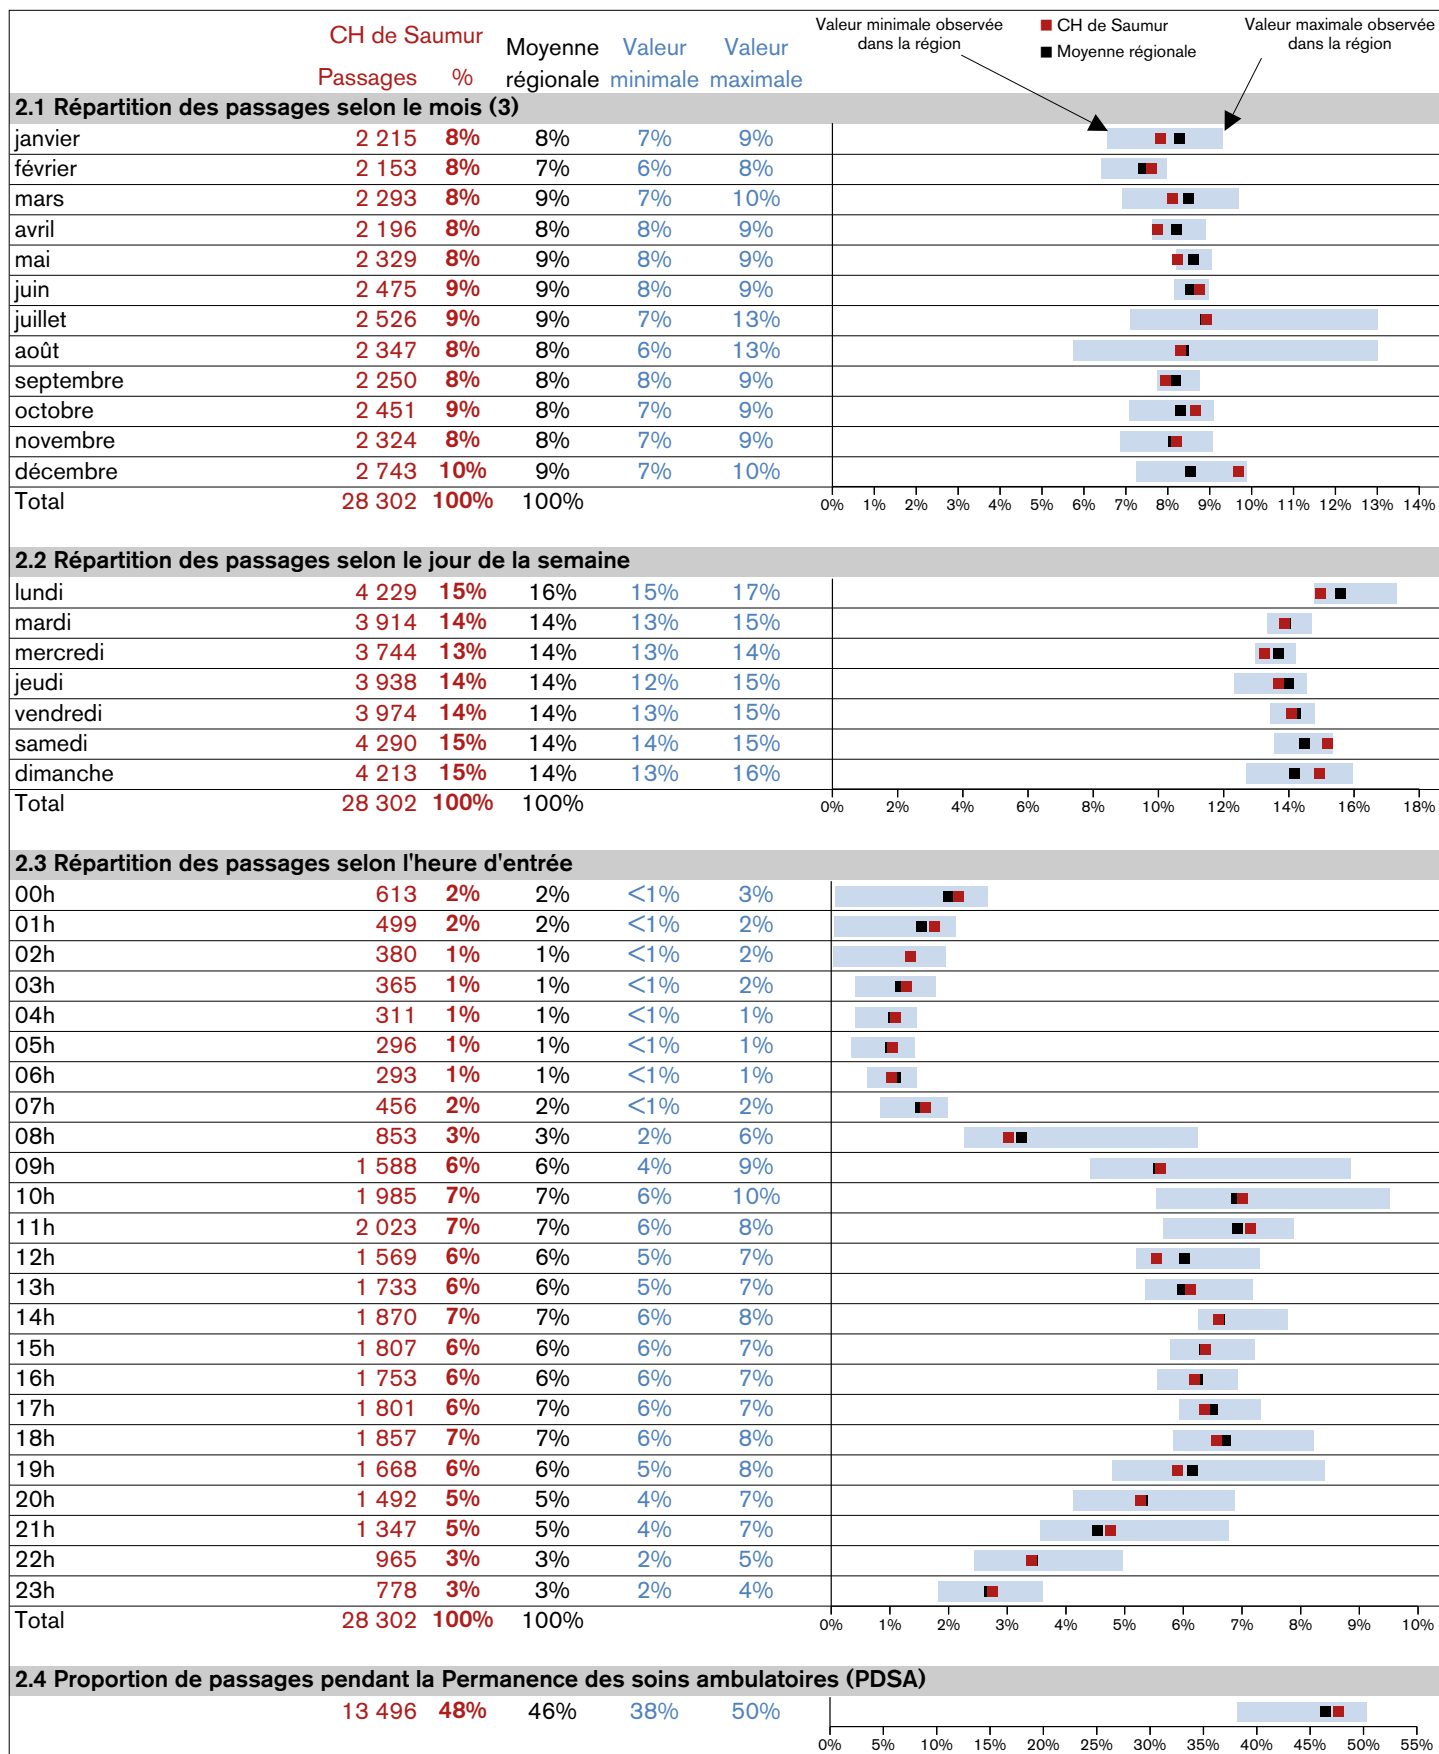 CH de Saumur Moyenne Valeur Valeur
Passages % régionale minimale maximale
Valeur minimale observée
dans la région
CH de Saumur
Moyenne régionale
Valeur maximale observée
dans la région
2.1 Répartition des passages selon le mois (3)
janvier 2 215 8% 8% 7% 9%
février 2 153 8% 7% 6% 8%
mars 2 293 8% 9% 7% 10%
avril 2 196 8% 8% 8% 9%
mai 2 329 8% 9% 8% 9%
juin 2 475 9% 9% 8% 9%
juillet 2 526 9% 9% 7% 13%
août 2 347 8% 8% 6% 13%
septembre 2 250 8% 8% 8% 9%
octobre 2 451 9% 8% 7% 9%
novembre 2 324 8% 8% 7% 9%
décembre 2 743 10% 9% 7% 10%
Total 28 302 100% 100%
0% 1% 2% 3% 4% 5% 6% 7% 8% 9% 10% 11% 12% 13% 14%
2.2 Répartition des passages selon le jour de la semaine
lundi 4 229 15% 16% 15% 17%
mardi 3 914 14% 14% 13% 15%
mercredi 3 744 13% 14% 13% 14%
jeudi 3 938 14% 14% 12% 15%
vendredi 3 974 14% 14% 13% 15%
samedi 4 290 15% 14% 14% 15%
dimanche 4 213 15% 14% 13% 16%
Total 28 302 100% 100%
0% 2% 4% 6% 8% 10% 12% 14% 16% 18%
2.3 Répartition des passages selon l'heure d'entrée
00h 613 2% 2% <1% 3%
01h 499 2% 2% <1% 2%
02h 380 1% 1% <1% 2%
03h 365 1% 1% <1% 2%
04h 311 1% 1% <1% 1%
05h 296 1% 1% <1% 1%
06h 293 1% 1% <1% 1%
07h 456 2% 2% <1% 2%
08h 853 3% 3% 2% 6%
09h 1 588 6% 6% 4% 9%
10h 1 985 7% 7% 6% 10%
11h 2 023 7% 7% 6% 8%
12h 1 569 6% 6% 5% 7%
13h 1 733 6% 6% 5% 7%
14h 1 870 7% 7% 6% 8%
15h 1 807 6% 6% 6% 7%
16h 1 753 6% 6% 6% 7%
17h 1 801 6% 7% 6% 7%
18h 1 857 7% 7% 6% 8%
19h 1 668 6% 6% 5% 8%
20h 1 492 5% 5% 4% 7%
21h 1 347 5% 5% 4% 7%
22h 965 3% 3% 2% 5%
23h 778 3% 3% 2% 4%
Total 28 302 100% 100%
0% 1% 2% 3% 4% 5% 6% 7% 8% 9% 10%
2.4 Proportion de passages pendant la Permanence des soins ambulatoires (PDSA)
13 496 48% 46% 38% 50%
0% 5% 10% 15% 20% 25% 30% 35% 40% 45% 50% 55%